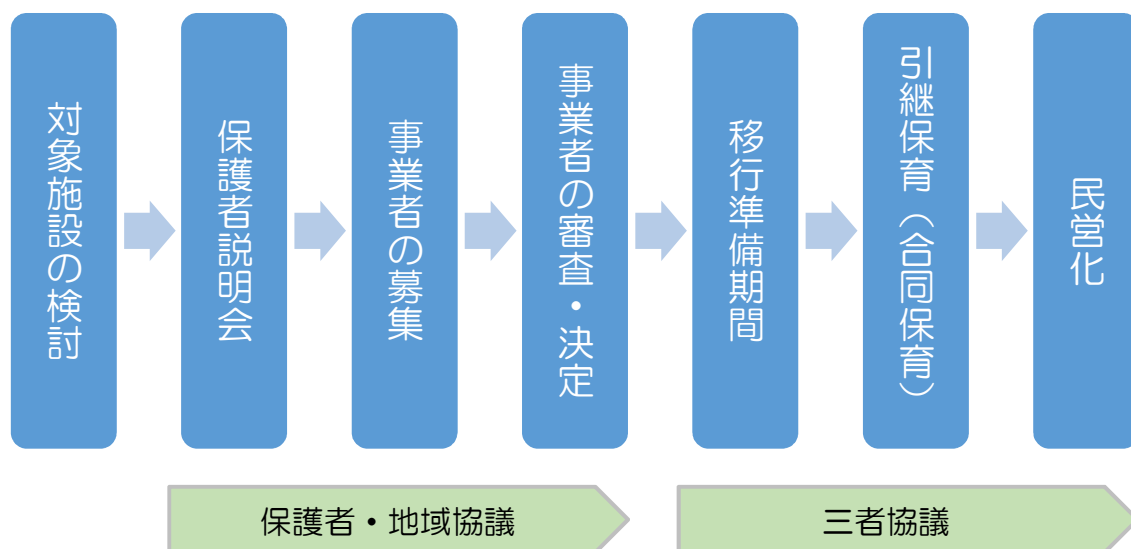 対象施設の検討
保護者説明会
事業者の募集
事業者の審査・決定
移行準備期間
引継保育（合同保育）
民営化
保護者・地域協議
三者協議